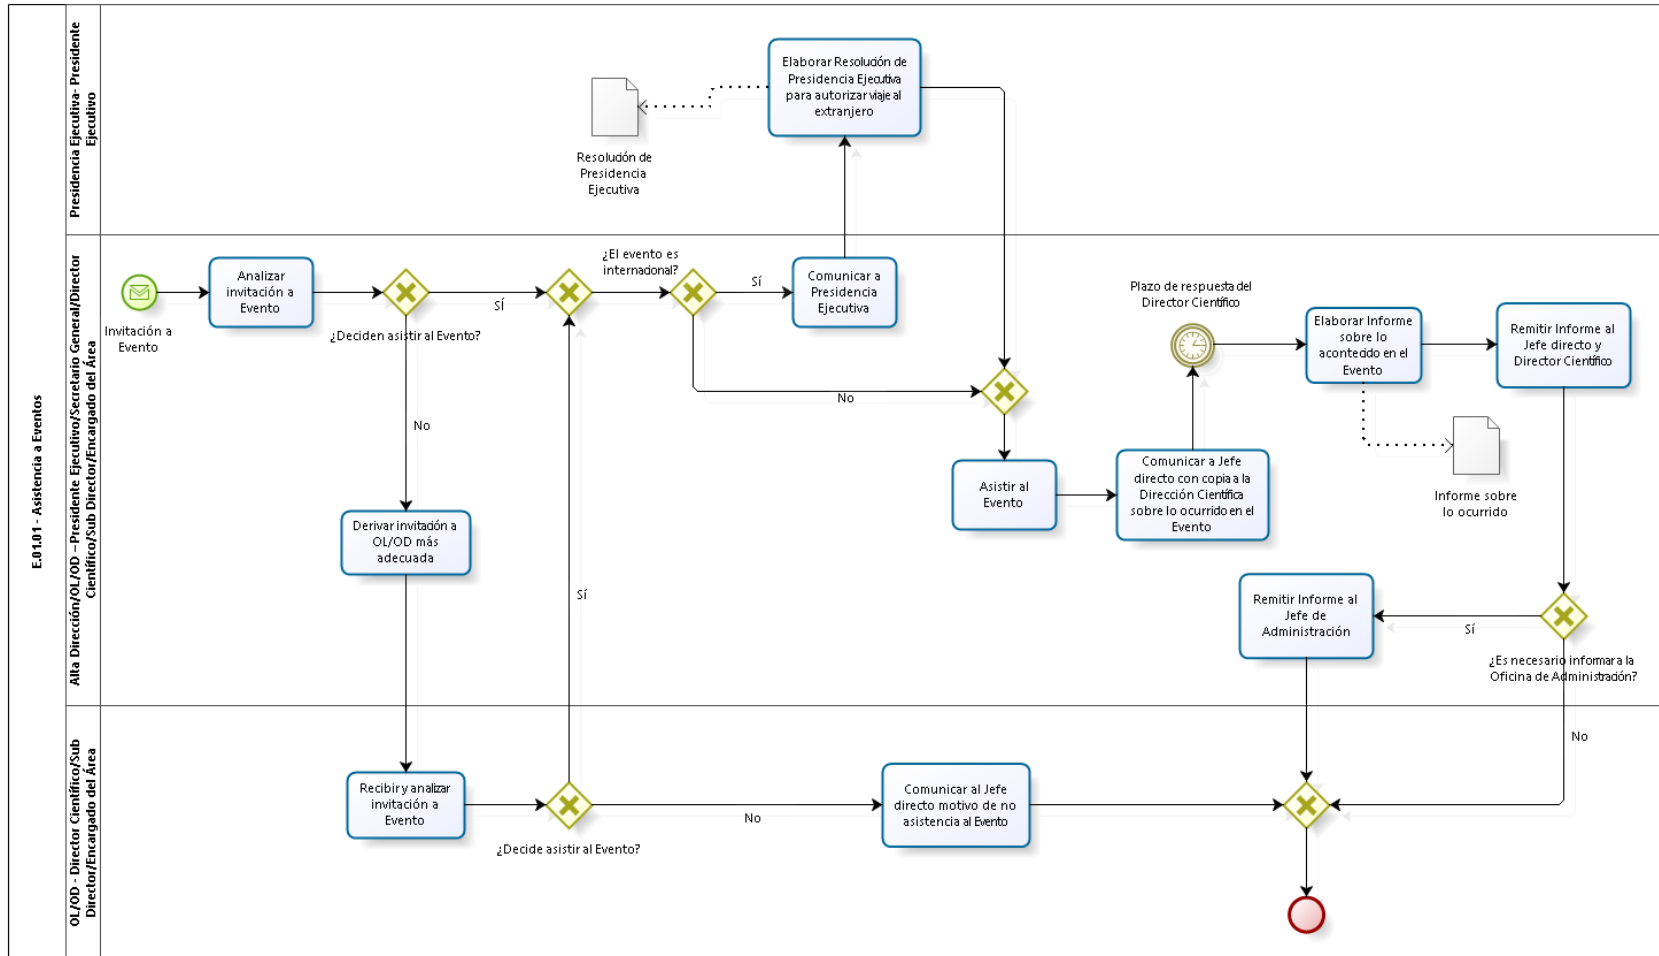 E.01.01 - Asistencia a Eventos
Presidencia Ejecutiva- Presidente
Ejecutivo
Elaborar Resolución de
Presidencia Ejecutiva
para autorizar viaje al
extranjero
Resolución de
Presidencia
Ejecutiva
Alta Dirección/OL/OD – Presidente Ejecutivo/Secretario General/Director
Científico/Sub Director/Encargado del Área
Invitación a
Evento
Analizar
invitación a
Evento
¿Deciden asistir al Evento?
Sí
No
¿El evento es
internacional?
Sí
No
Comunicar a
Presidencia
Ejecutiva
Plazo de respuesta del
Director Científico
Elaborar Informe
sobre lo
acontecido en el
Evento
Remitir Informe al
Jefe directo y
Director Científico
Informe sobre
lo ocurrido
Asistir al
Evento
Comunicar a Jefe
directo con copia a la
Dirección Científica
sobre lo ocurrido en el
Evento
Derivar invitación a
OL/OD más
adecuada
Sí
Remitir Informe al
Jefe de
Administración
Sí
¿Es necesario informar a la
Oficina de Administración?
No
OL/OD - Director Científico/Sub
Director/Encargado del Área
Recibir y analizar
invitación a
Evento
¿Decide asistir al Evento?
No
Comunicar al Jefe
directo motivo de no
asistencia al Evento